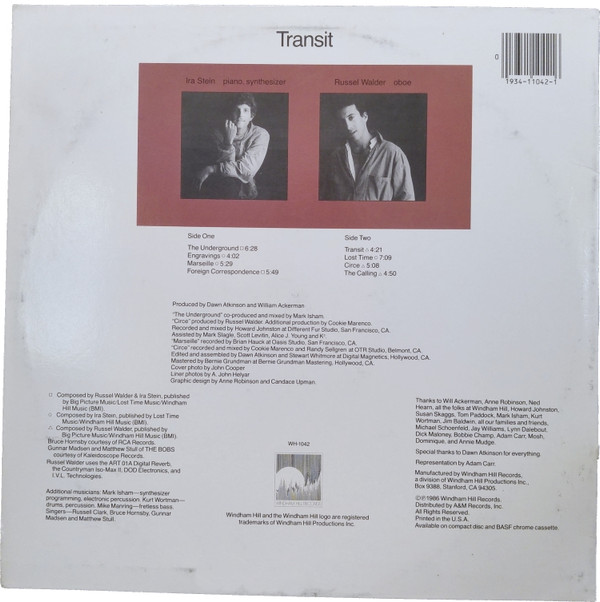 Transit
0
1934-11042-1
Ira Stein piano, synthesizer
Russel Walder oboe
Side One
The Underground □ 6:28
Engravings □ 4:02
Marseille □ 5:29
Foreign Correspondence □ 5:49
Side Two
Transit △ 4:21
Lost Time □ 7:09
Circe △ 5:08
The Calling △ 4:50
Produced by Dawn Atkinson and William Ackerman
"The Underground" co-produced and mixed by Mark Isham.
"Circe" produced by Russel Walder. Additional production by Cookie Marenco.
Recorded and mixed by Howard Johnston at Different Fur Studio, San Francisco, CA.
Assisted by Mark Slagle, Scott Levitin, Alice J. Young and K².
"Marseille" recorded by Brian Hauck at Oasis Studio, San Francisco, CA.
"Circe" recorded and mixed by Cookie Marenco and Randy Sellgren at OTR Studio, Belmont, CA.
Edited and assembled by Dawn Atkinson and Stewart Whitmore at Digital Magnetics, Hollywood, CA.
Mastered by Bernie Grundman at Bernie Grundman Mastering, Hollywood, CA.
Cover photo by John Cooper
Liner photos by A. John Helyar
Graphic design by Anne Robinson and Candace Upman.
□ Composed by Russel Walder & Ira Stein, published
by Big Picture Music/Lost Time Music/Windham
Hill Music (BMI).
Composed by Ira Stein, published by Lost Time
Music/Windham Hill Music (BMI).
△ Composed by Russel Walder, published by
Big Picture Music/Windham Hill Music (BMI).
Bruce Hornsby courtesy of RCA Records.
Gunnar Madsen and Matthew Stull of THE BOBS
courtesy of Kaleidoscope Records.
Russel Walder uses the ART 01A Digital Reverb,
the Countryman Iso-Max II, DOD Electronics, and
I.V.L. Technologies.
Additional musicians: Mark Isham—synthesizer
programming, electronic percussion. Kurt Wortman—
drums, percussion. Mike Manring—fretless bass.
Singers—Russell Clark, Bruce Hornsby, Gunnar
Madsen and Matthew Stull.
WH-1042
WINDHAM HILL RECORDS
Windham Hill and the Windham Hill logo are registered
trademarks of Windham Hill Productions Inc.
Thanks to Will Ackerman, Anne Robinson, Ned
Hearn, all the folks at Windham Hill, Howard Johnston,
Susan Skaggs, Tom Paddock, Mark Isham, Kurt
Wortman, Jim Baldwin, all our families and friends,
Michael Schoenfeld, Jay Williams, Lynn Dalebout,
Dick Maloney, Bobbe Champ, Adam Carr, Mosh,
Dominique, and Annie Mudge.
Special thanks to Dawn Atkinson for everything.
Representation by Adam Carr.
Manufactured by Windham Hill Records,
a division of Windham Hill Productions Inc.,
Box 9388, Stanford, CA 94305.
©℗1986 Windham Hill Records.
Distributed by A&M Records, Inc
All Rights Reserved.
Printed in the U.S.A.
Available on compact disc and BASF chrome cassette.